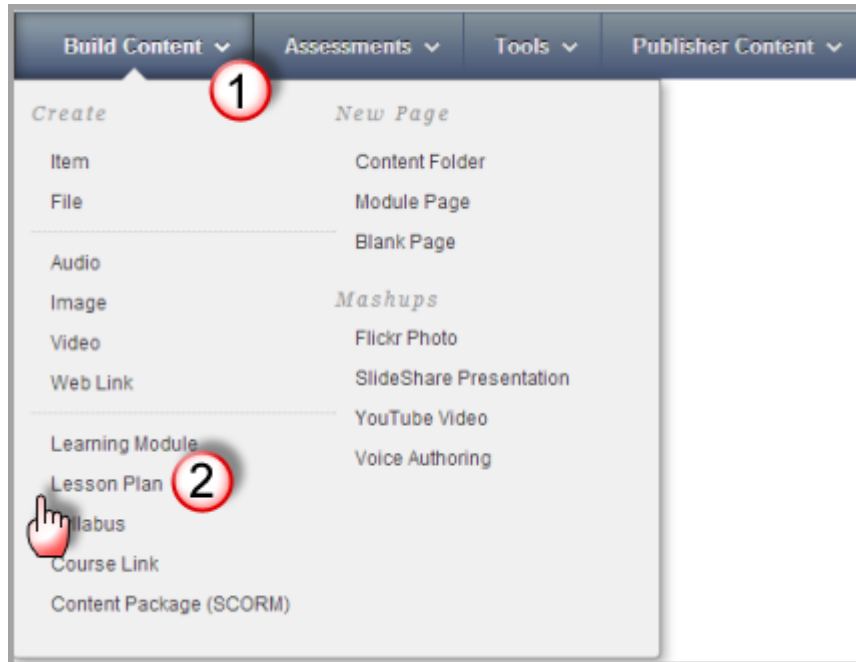 Build Content Assessments Tools Publisher Content
1
Create
Item
File
Audio
Image
Video
Web Link
Learning Module
Lesson Plan 2
llabus
Course Link
Content Package (SCORM)
New Page
Content Folder
Module Page
Blank Page
Mashups
Flickr Photo
SlideShare Presentation
YouTube Video
Voice Authoring